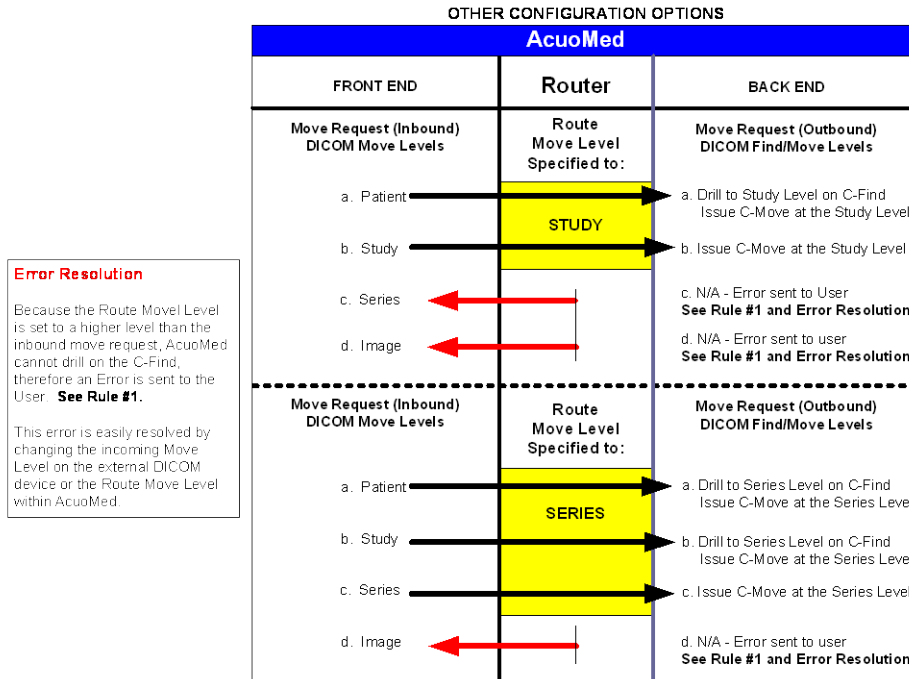 OTHER CONFIGURATION OPTIONS
AcuoMed
FRONT END
Router
BACK END
Move Request (Inbound)
DICOM Move Levels
Route
Move Level
Specified to:
Move Request (Outbound)
DICOM Find/Move Levels
a. Patient
STUDY
a. Drill to Study Level on C-Find
Issue C-Move at the Study Level
b. Study
b. Issue C-Move at the Study Level
c. Series
c. N/A - Error sent to User
See Rule #1 and Error Resolution
d. Image
d. N/A - Error sent to user
See Rule #1 and Error Resolution
Error Resolution
Because the Route Movel Level
is set to a higher level than the
inbound move request, AcuoMed
cannot drill on the C-Find,
therefore an Error is sent to the
User. See Rule #1.
This error is easily resolved by
changing the incoming Move
Level on the external DICOM
device or the Route Move Level
within AcuoMed.
Move Request (Inbound)
DICOM Move Levels
Route
Move Level
Specified to:
Move Request (Outbound)
DICOM Find/Move Levels
a. Patient
SERIES
a. Drill to Series Level on C-Find
Issue C-Move at the Series Leve
b. Study
b. Drill to Series Level on C-Find
Issue C-Move at the Series Leve
c. Series
c. Issue C-Move at the Series Level
d. Image
d. N/A - Error sent to user
See Rule #1 and Error Resolution